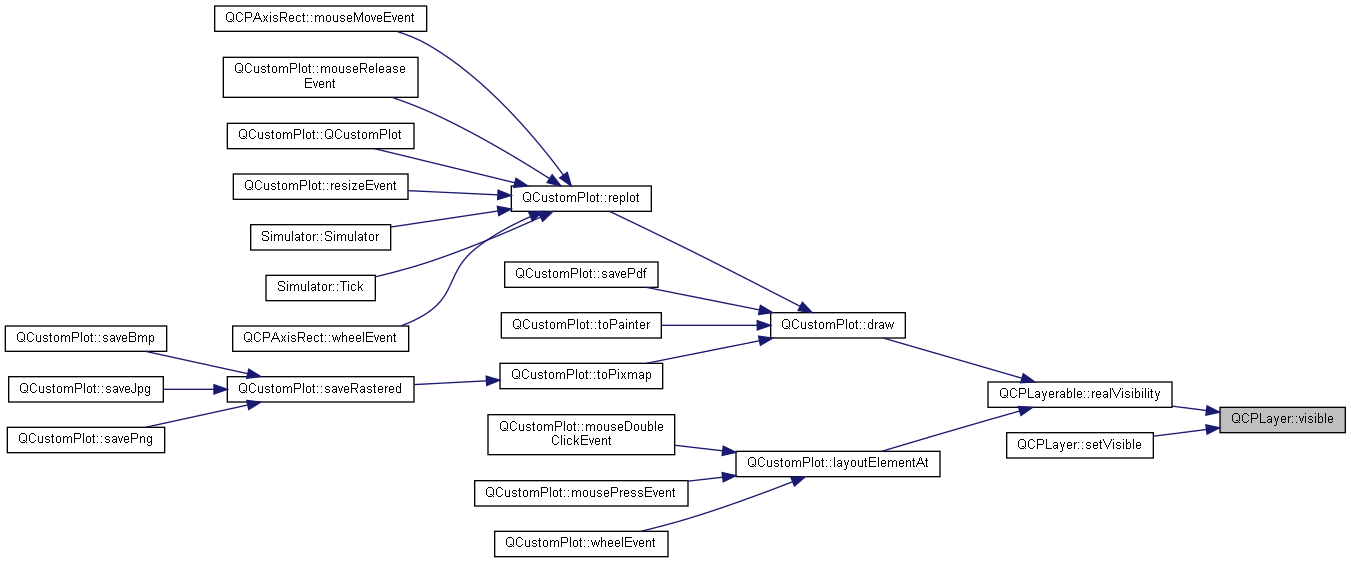 QCPAxisRect::mouseMoveEvent
QCustomPlot::mouseRelease
Event
QCustomPlot::QCustomPlot
QCustomPlot::resizeEvent
QCustomPlot::replot
Simulator::Simulator
QCustomPlot::savePdf
Simulator::Tick
QCustomPlot::toPainter
QCustomPlot::draw
QCustomPlot::saveBmp
QCPAxisRect::wheelEvent
QCustomPlot::toPixmap
QCustomPlot::saveJpg
QCustomPlot::saveRastered
QCPLayerable::realVisibility
QCPLayer::visible
QCustomPlot::savePng
QCustomPlot::mouseDouble
ClickEvent
QCPLayer::setVisible
QCustomPlot::layoutElementAt
QCustomPlot::mousePressEvent
QCustomPlot::wheelEvent